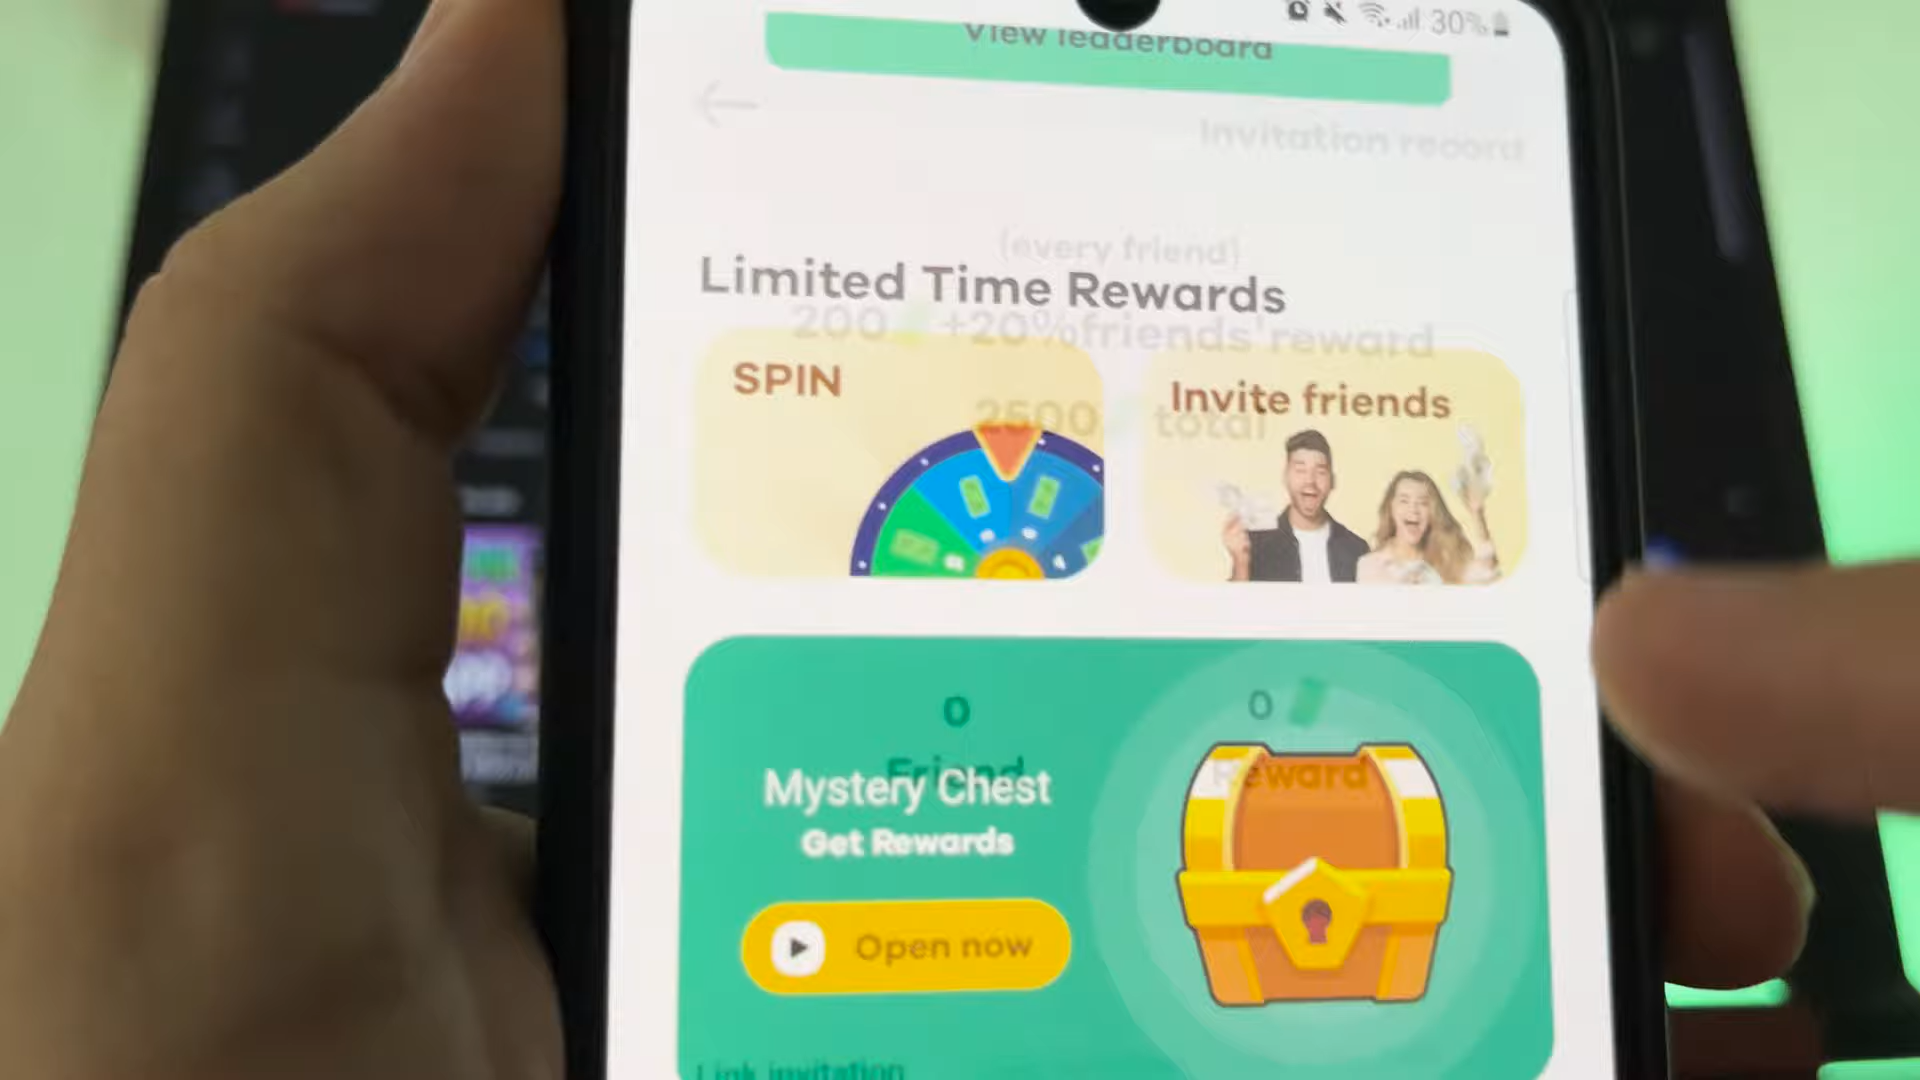 30%
View leaderboard
Invitation record
(every friend)
Limited Time Rewards
200 +20%friends'reward
SPIN
Invite friends
2500 total
0
0
Friend
Reward
Mystery Chest
Get Rewards
Open now
Link invitation